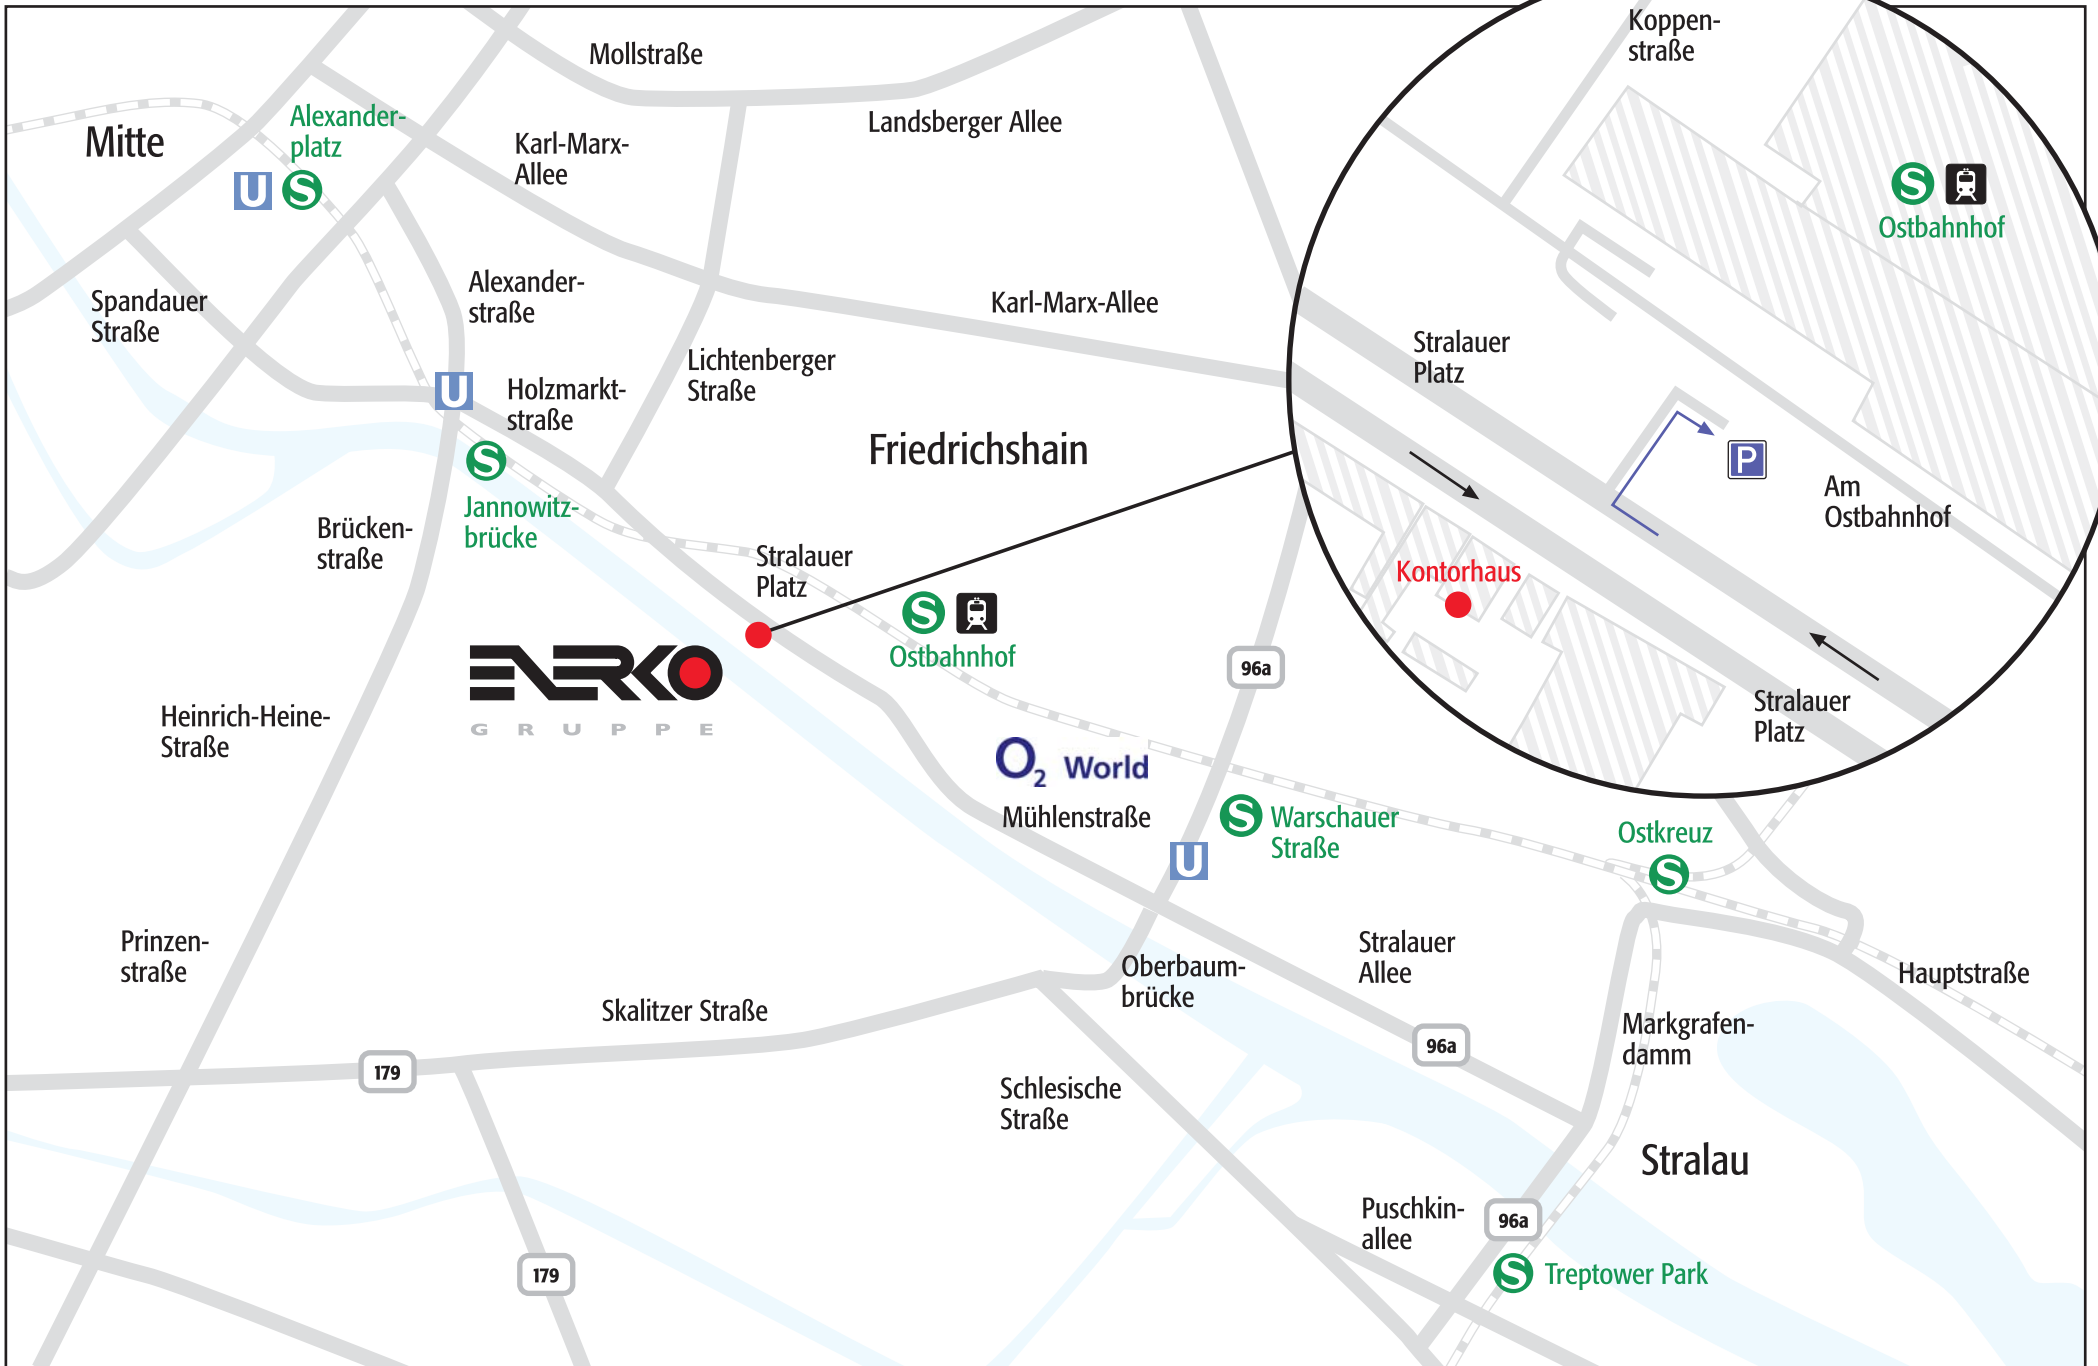 Koppen-
straße
Mollstraße
Alexander-
platz
Mitte
Landsberger Allee
Karl-Marx-
Allee
U
S
S
Ostbahnhof
Alexander-
straße
Spandauer
Straße
Karl-Marx-Allee
Stralauer
Platz
Lichtenberger
Straße
U
Holzmarkt-
straße
Friedrichshain
S
Jannowitz-
brücke
P
Am
Ostbahnhof
Brücken-
straße
Stralauer
Platz
Kontorhaus
S
Ostbahnhof
96a
ENERKO
GRUPPE
Heinrich-Heine-
Straße
Stralauer
Platz
O2 World
Mühlenstraße
S
Warschauer
Straße
U
Ostkreuz
S
Prinzen-
straße
Stralauer
Allee
Oberbaum-
brücke
Hauptstraße
Skalitzer Straße
Markgrafen-
damm
96a
179
Schlesische
Straße
Stralau
Puschkin-
allee
96a
179
S
Treptower Park